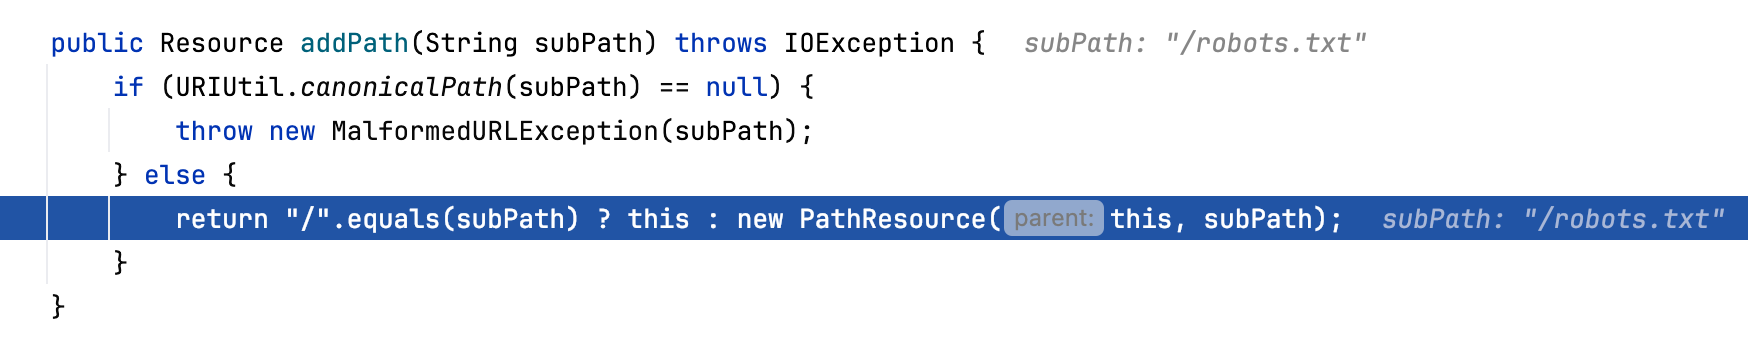 public Resource addPath(String subPath) throws IOException {  subPath: "/robots.txt"
    if (URIUtil.canonicalPath(subPath) == null) {
        throw new MalformedURLException(subPath);
    } else {
        return "/".equals(subPath) ? this : new PathResource( parent: this, subPath);  subPath: "/robots.txt"
    }
}